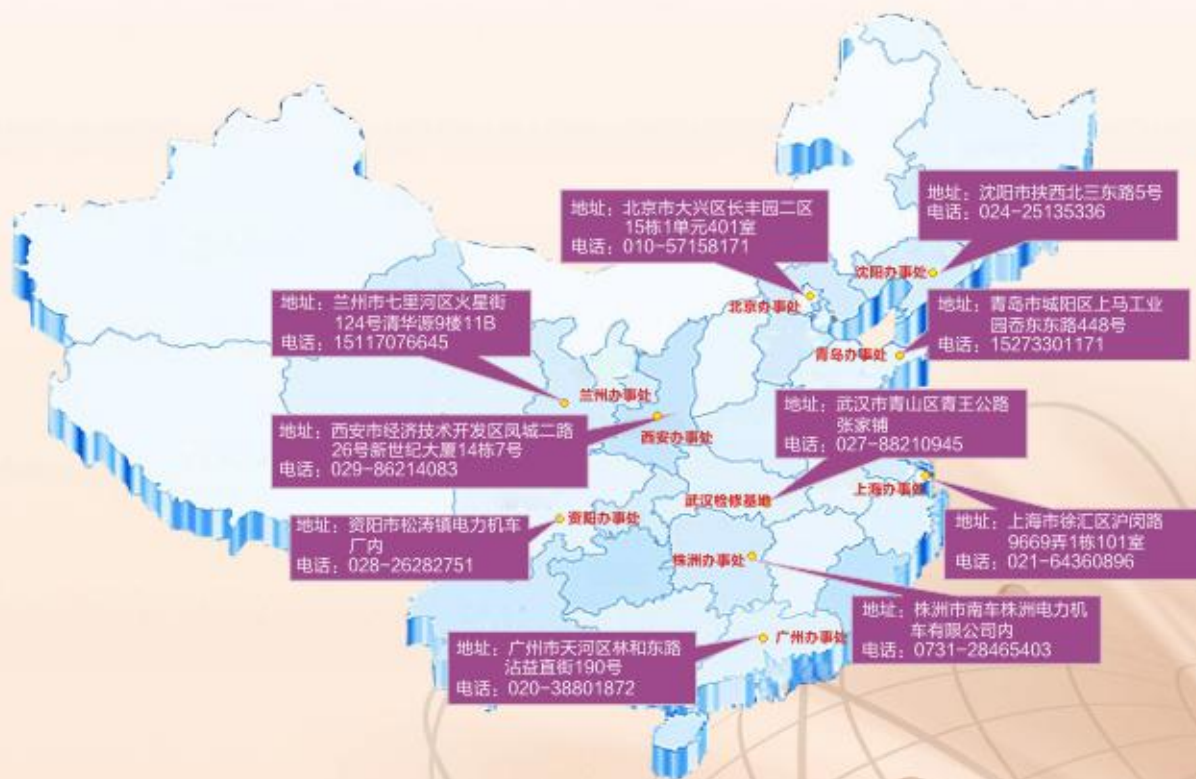 地址：沈阳市挟西北三东路5号
电话：024-25135336
沈阳办事处
地址：北京市大兴区长丰园二区
15栋1单元401室
电话：010-57158171
北京办事处
地址：兰州市七里河区火星街
124号清华源9楼11B
电话：15117076645
兰州办事处
地址：青岛市城阳区上马工业
园岙东东路448号
电话：15273301171
青岛办事处
地址：西安市经济技术开发区凤城二路
26号新世纪大厦14栋7号
电话：029-86214083
西安办事处
地址：武汉市青山区青王公路
张家铺
电话：027-88210945
武汉检修基地
上海办事处
地址：上海市徐汇区沪闵路
9669弄1栋101室
电话：021-64360896
地址：资阳市松涛镇电力机车
厂内
电话：028-26282751
资阳办事处
株洲办事处
地址：株洲市南车株洲电力机
车有限公司内
电话：0731-28465403
地址：广州市天河区林和东路
沾益直街190号
电话：020-38801872
广州办事处